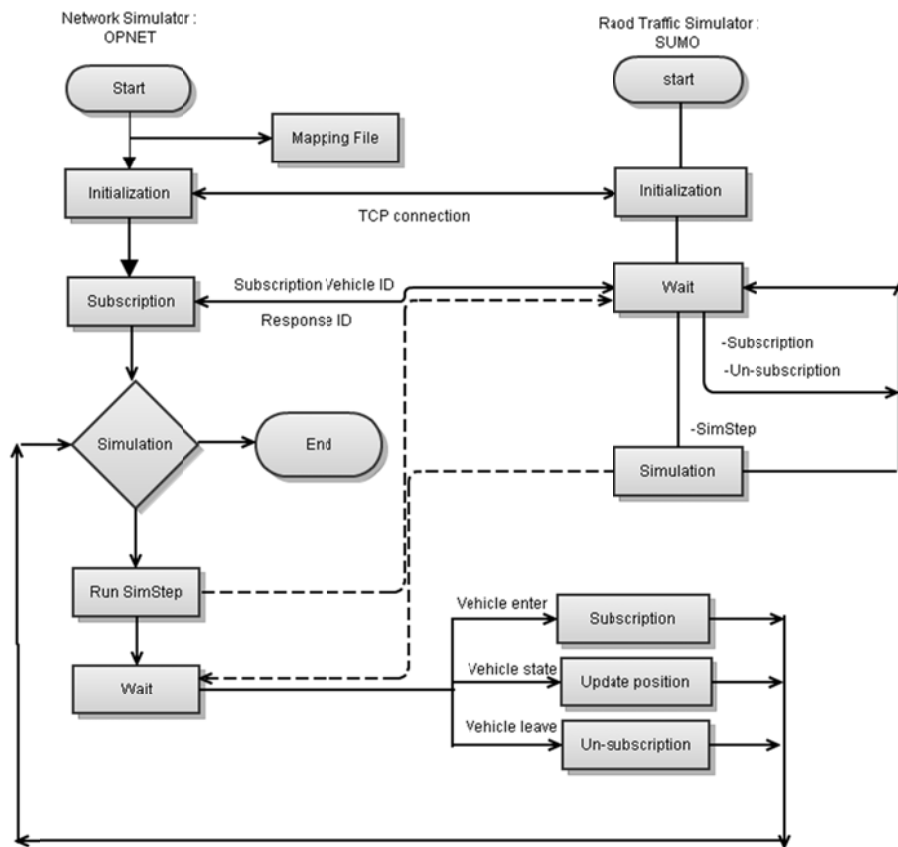 Network Simulator :
OPNET
Raod Traffic Simulator :
SUMO
Start
start
Mapping File
Initialization
Initialization
TCP connection
Subscription Vehicle ID
Wait
Subscription
Response ID
-Subscription
-Un-subscription
Simulation
End
-SimStep
Simulation
Run SimStep
Vehicle enter
Subscription
Wait
Vehicle state
Update position
Vehicle leave
Un-subscription